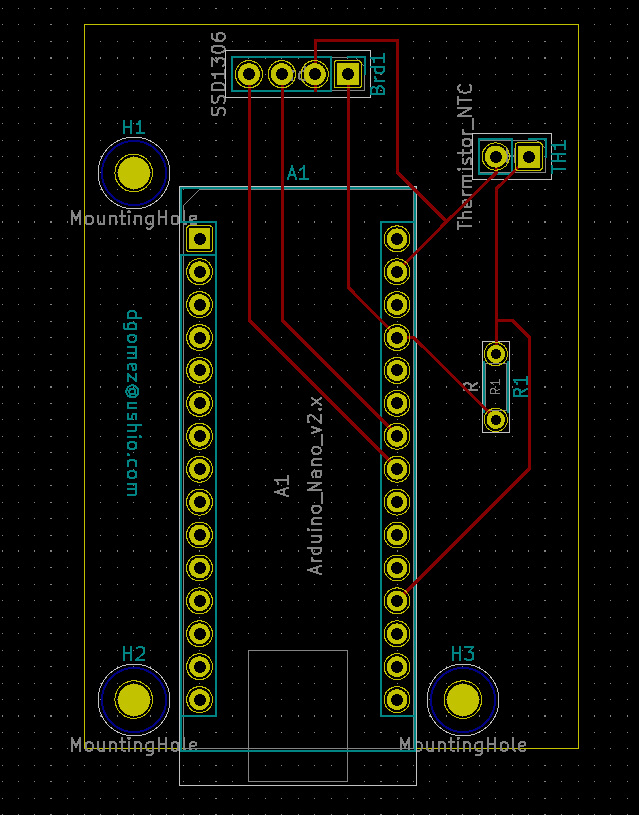 SSD1306
Brd1
Thermistor_NTC
TH1
H1
MountingHole
A1
dgomez@ushio.com
R
R1
R1
A1
Arduino_Nano_v2.x
H2
MountingHole
H3
MountingHole